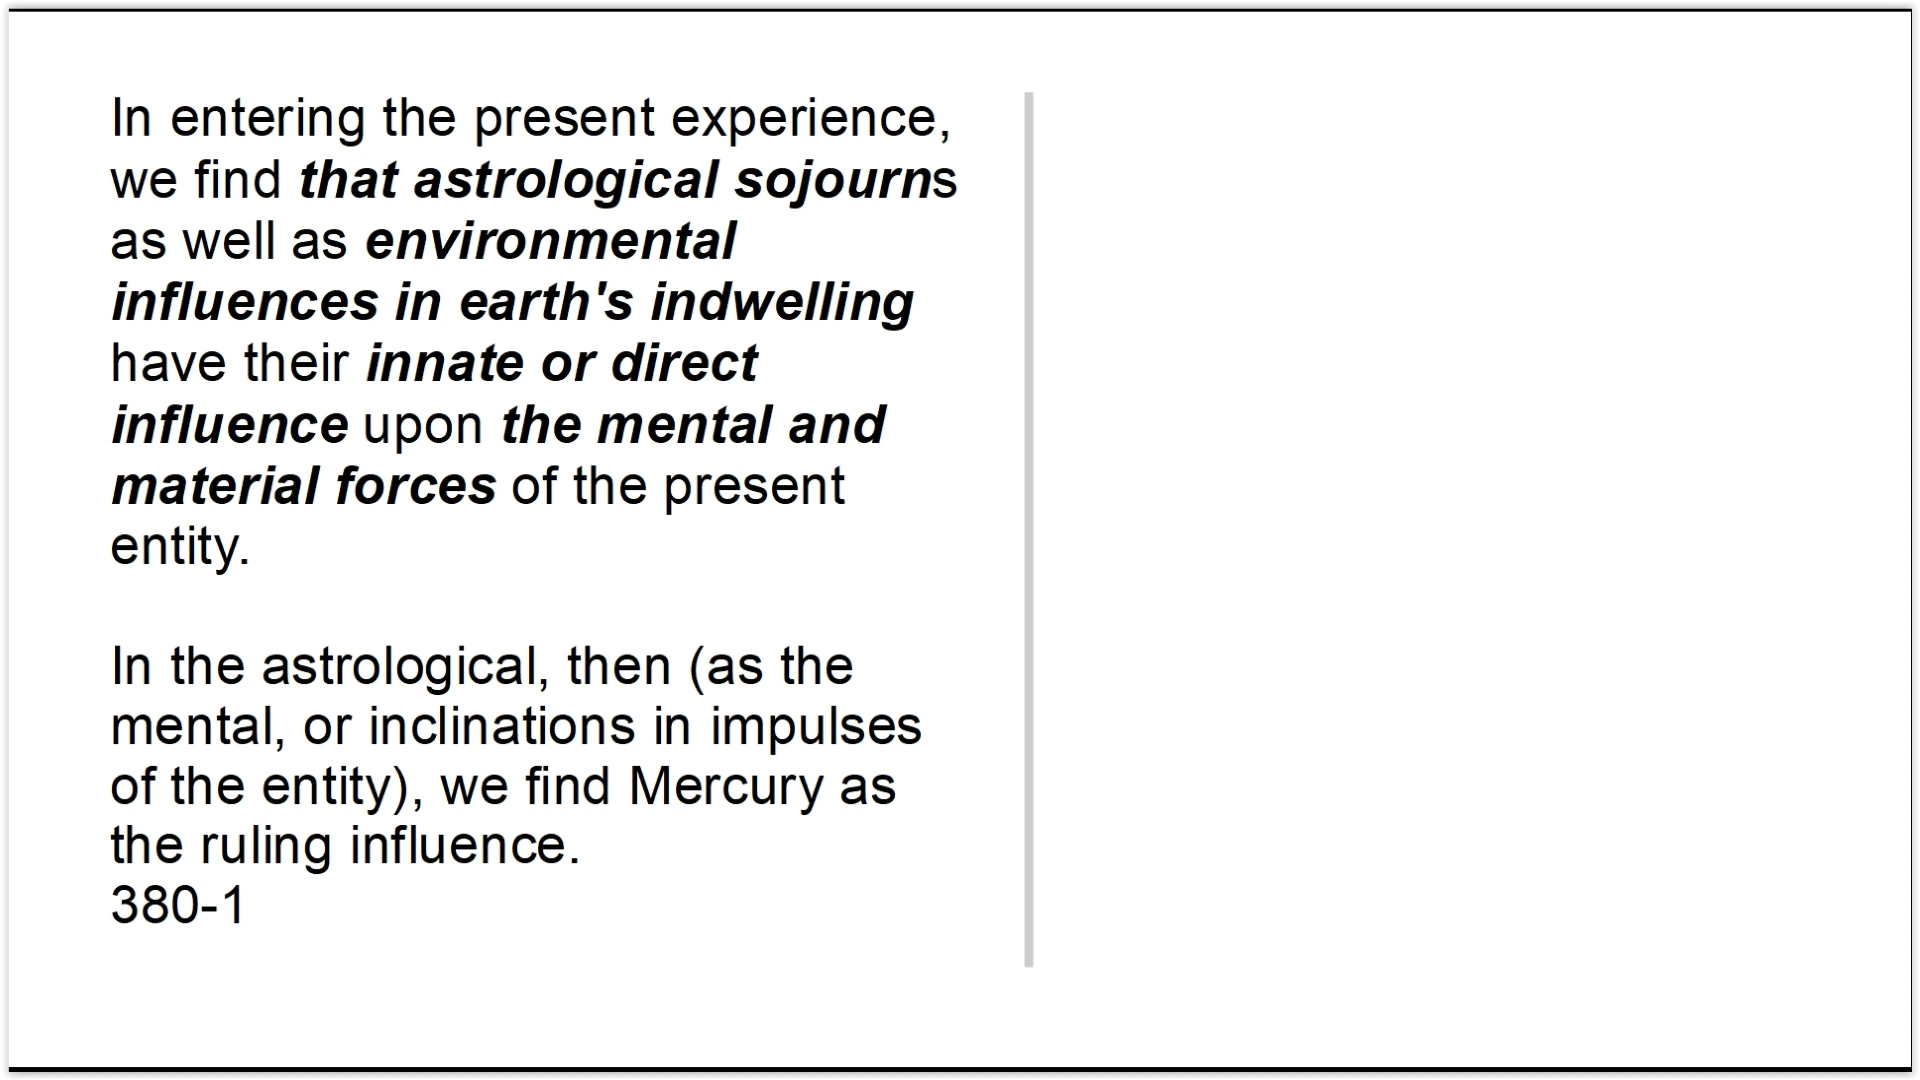 In entering the present experience,
we find that astrological sojourns
as well as environmental
influences in earth's indwelling
have their innate or direct
influence upon the mental and
material forces of the present
entity.
In the astrological, then (as the
mental, or inclinations in impulses
of the entity), we find Mercury as
the ruling influence.
380-1